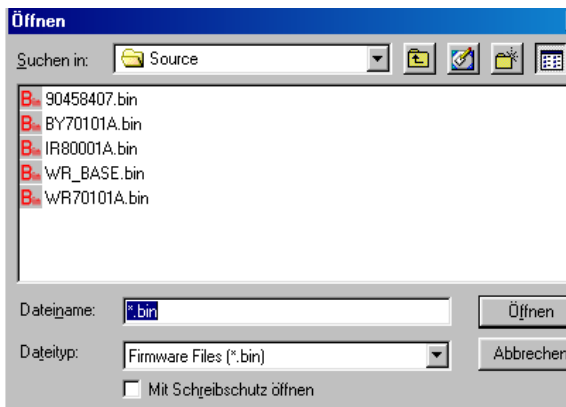 Öffnen
Suchen in: Source
90458407.bin
BY70101A.bin
IR80001A.bin
WR_BASE.bin
WR70101A.bin
Dateiname: *.bin Öffnen
Dateityp: Firmware Files (*.bin) Abbrechen
Mit Schreibschutz öffnen